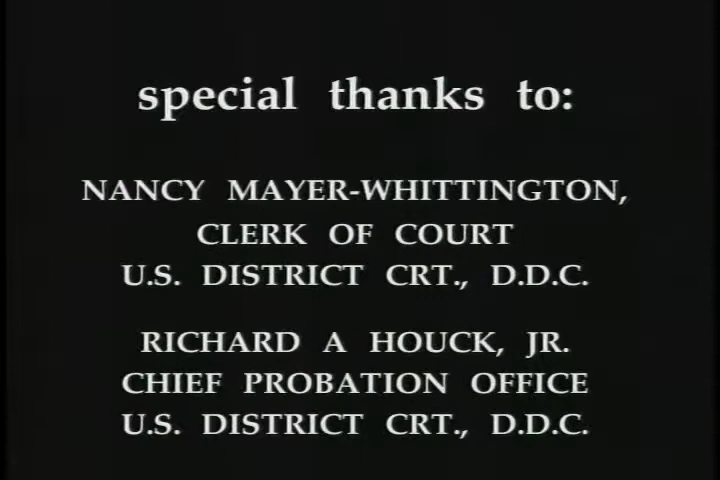 special thanks to:
NANCY MAYER-WHITTINGTON,
CLERK OF COURT
U.S. DISTRICT CRT., D.D.C.
RICHARD A HOUCK, JR.
CHIEF PROBATION OFFICE
U.S. DISTRICT CRT., D.D.C.